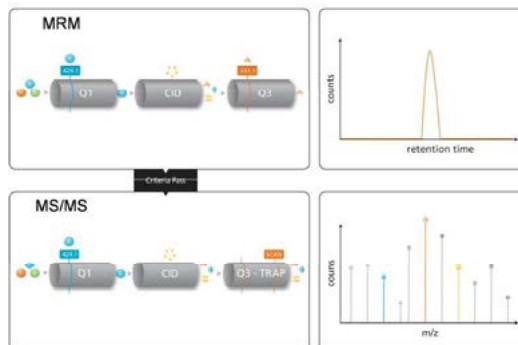 MRM
Q1
CID
Q3
counts
retention time
Criteria Pass
MS/MS
Q1
CID
SCAN
Q3 - TRAP
counts
m/z